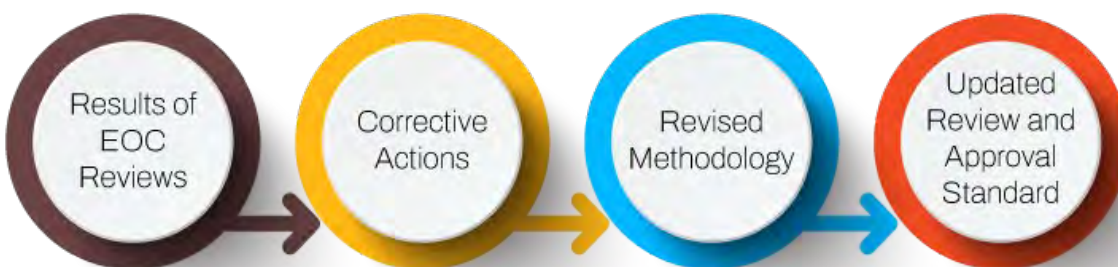 Results of
EOC
Reviews
Corrective
Actions
Revised
Methodology
Updated
Review and
Approval
Standard